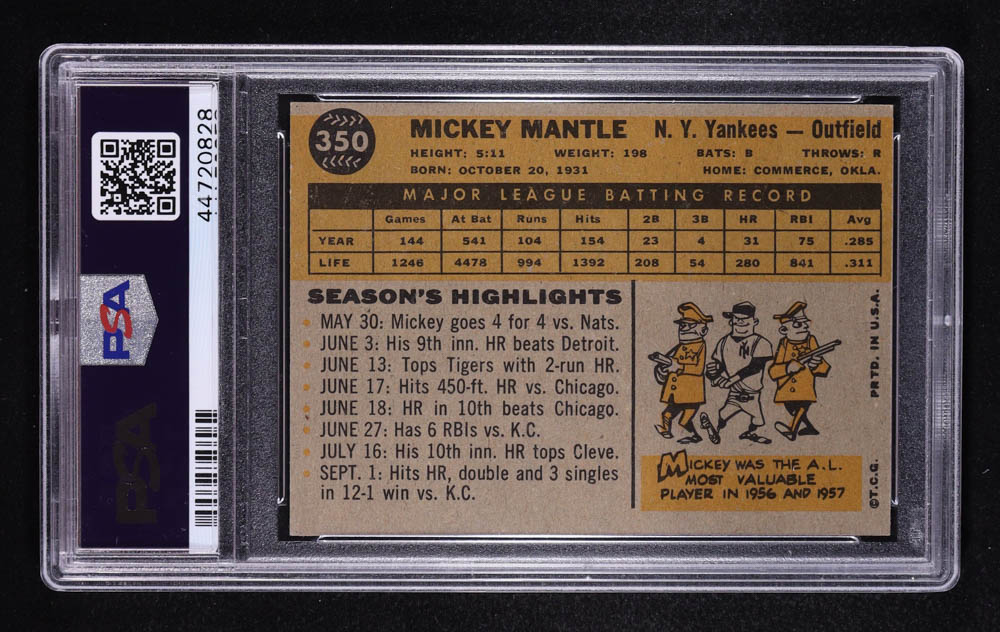 44720828
PSA
PSA
350
MICKEY MANTLE N. Y. Yankees — Outfield
HEIGHT: 5:11 WEIGHT: 198 BATS: B THROWS: R
BORN: OCTOBER 20, 1931 HOME: COMMERCE, OKLA.
MAJOR LEAGUE BATTING RECORD
Games At Bat Runs Hits 2B 3B HR RBI Avg
YEAR 144 541 104 154 23 4 31 75 .285
LIFE 1246 4478 994 1392 208 54 280 841 .311
SEASON'S HIGHLIGHTS
MAY 30: Mickey goes 4 for 4 vs. Nats.
JUNE 3: His 9th inn. HR beats Detroit.
JUNE 13: Tops Tigers with 2-run HR.
JUNE 17: Hits 450-ft. HR vs. Chicago.
JUNE 18: HR in 10th beats Chicago.
JUNE 27: Has 6 RBIs vs. K.C.
JULY 16: His 10th inn. HR tops Cleve.
SEPT. 1: Hits HR, double and 3 singles
in 12-1 win vs. K.C.
NY
MICKEY WAS THE A.L.
MOST VALUABLE
PLAYER IN 1956 AND 1957
©T.C.G. PRTD. IN U.S.A.